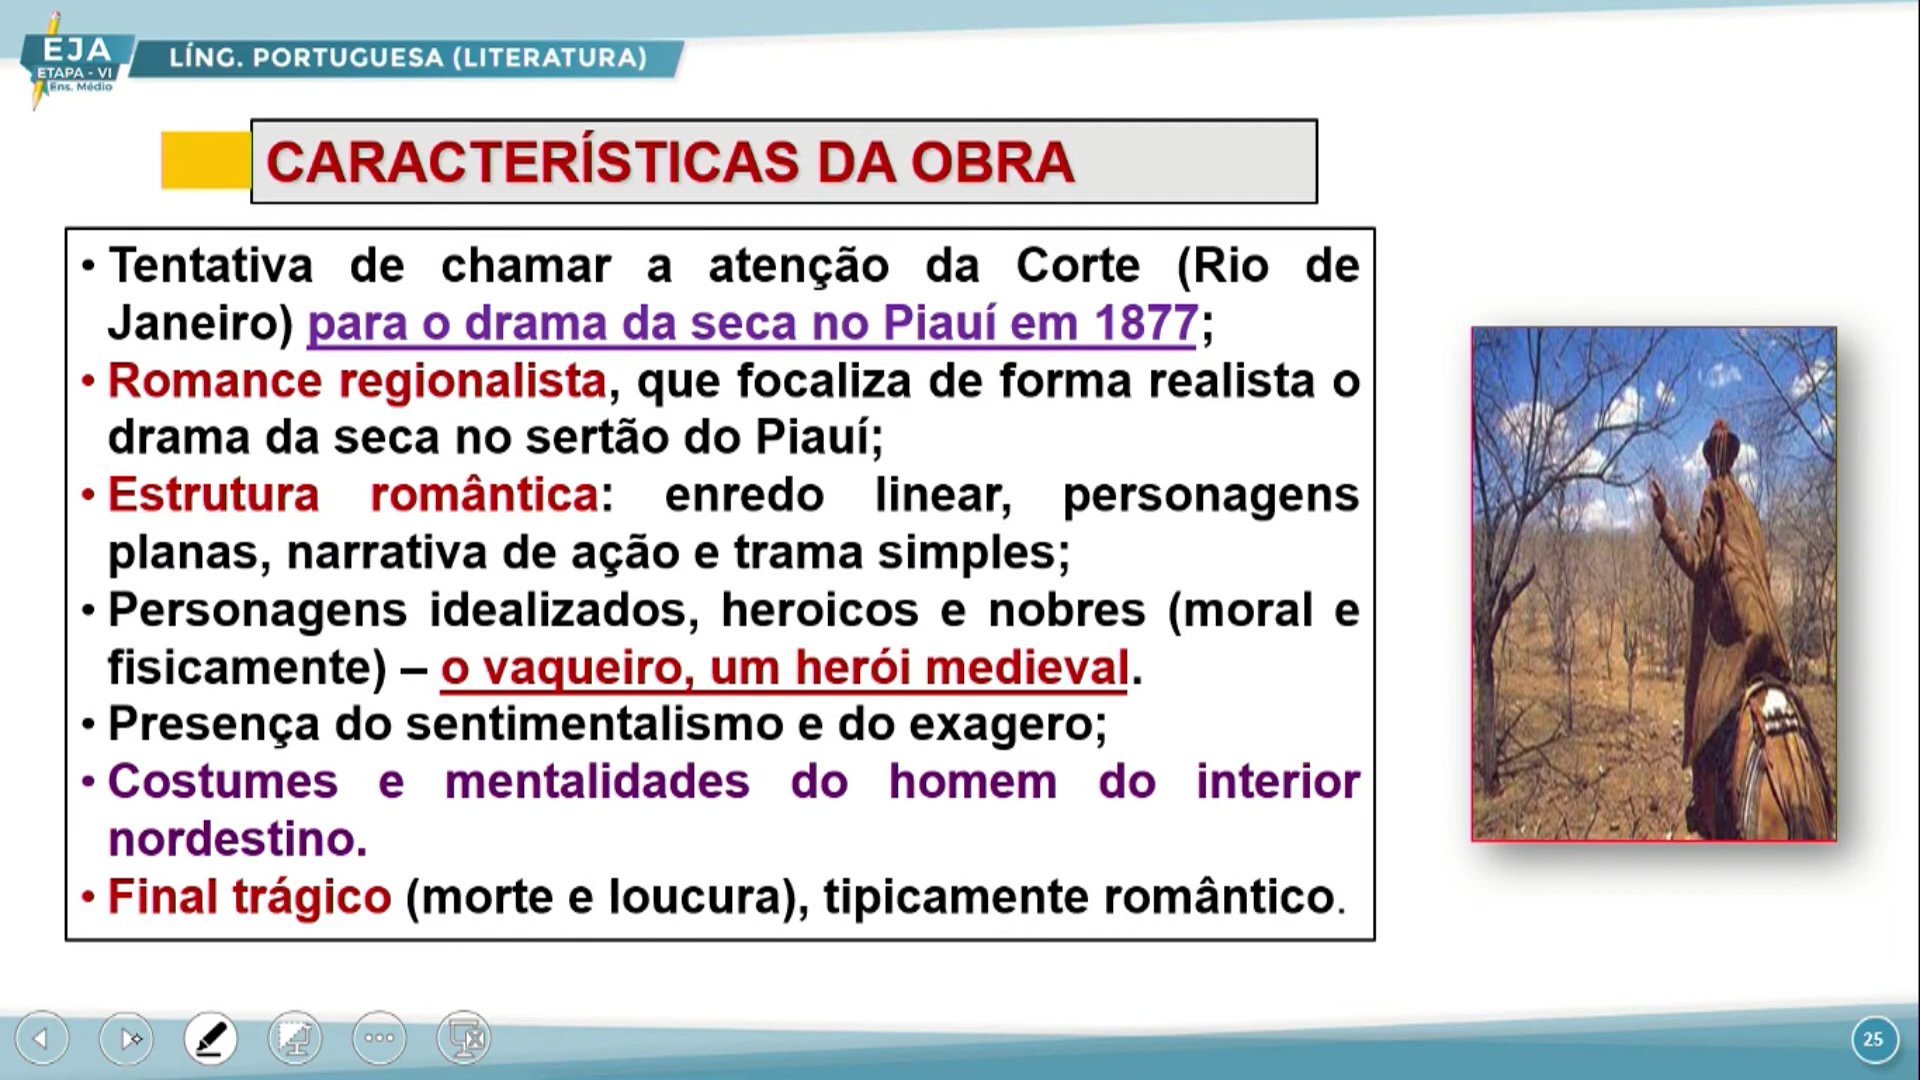 EJA
ETAPA - VI
Ens. Médio
LÍNG. PORTUGUESA (LITERATURA)
CARACTERÍSTICAS DA OBRA
• Tentativa de chamar a atenção da Corte (Rio de
Janeiro) para o drama da seca no Piauí em 1877;
• Romance regionalista, que focaliza de forma realista o
drama da seca no sertão do Piauí;
• Estrutura romântica: enredo linear, personagens
planas, narrativa de ação e trama simples;
• Personagens idealizados, heroicos e nobres (moral e
fisicamente) – o vaqueiro, um herói medieval.
• Presença do sentimentalismo e do exagero;
• Costumes e mentalidades do homem do interior
nordestino.
• Final trágico (morte e loucura), tipicamente romântico.
25